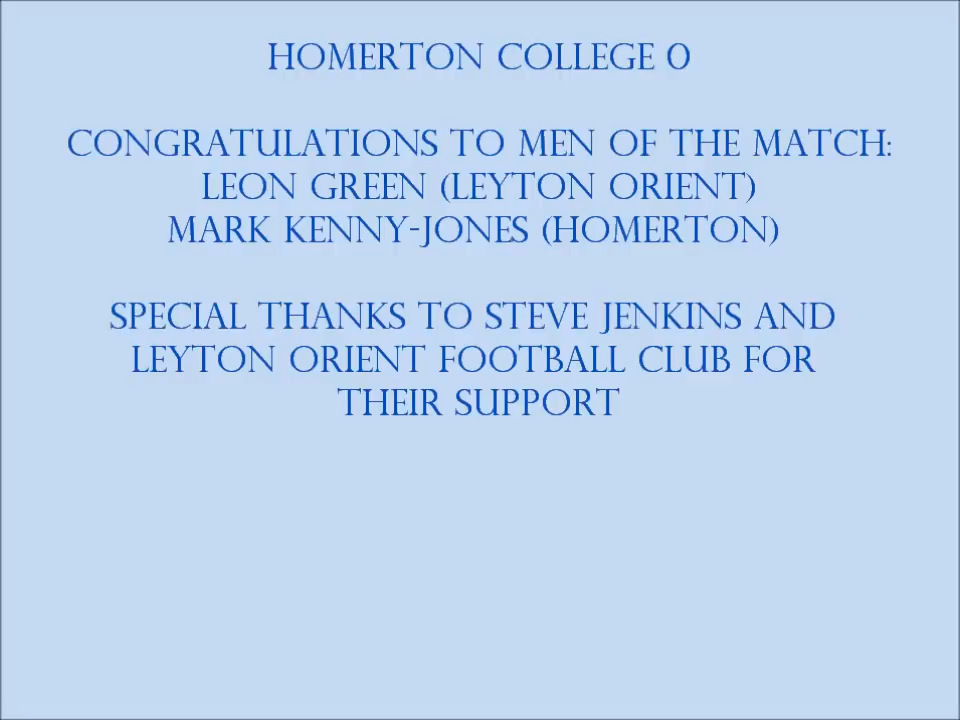 HOMERTON COLLEGE 0
CONGRATULATIONS TO MEN OF THE MATCH:
LEON GREEN (LEYTON ORIENT)
MARK KENNY-JONES (HOMERTON)
SPECIAL THANKS TO STEVE JENKINS AND
LEYTON ORIENT FOOTBALL CLUB FOR
THEIR SUPPORT